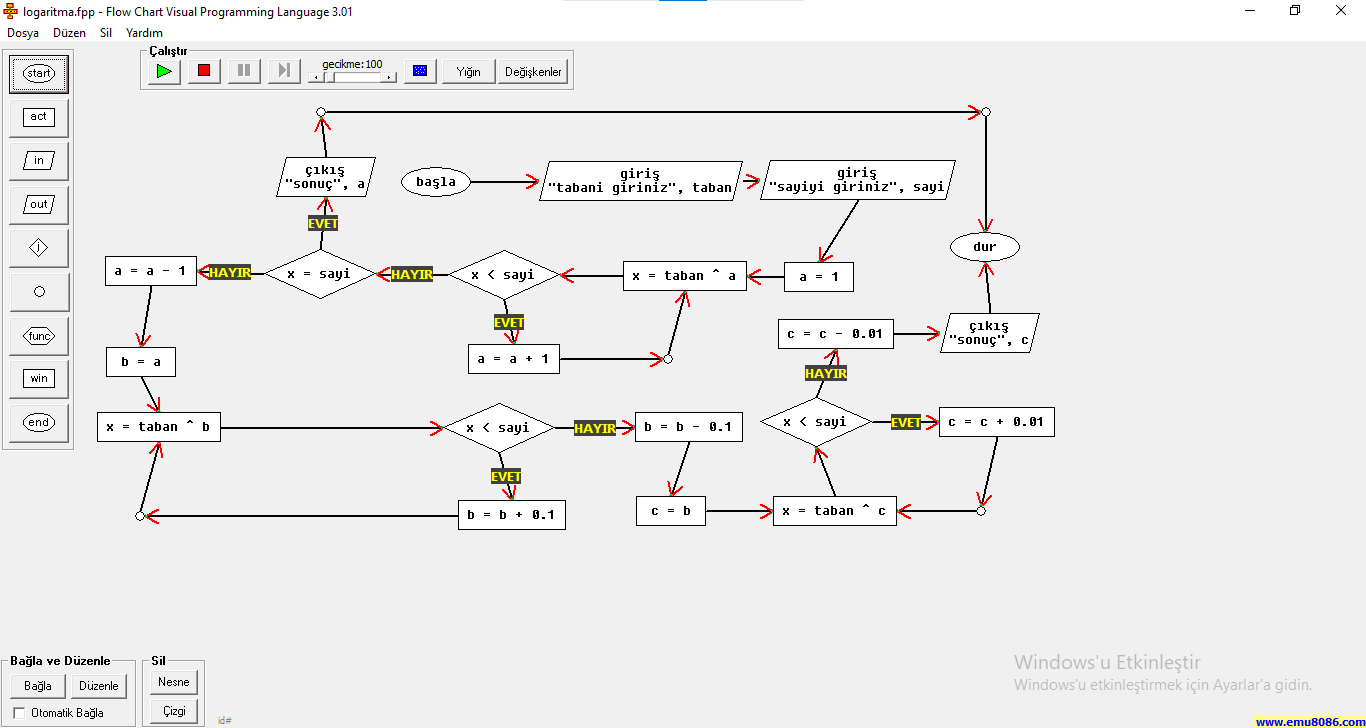 logaritma.fpp - Flow Chart Visual Programming Language 3.01
Dosya Düzen Sil Yardım
Çalıştır
gecikme:100
Yığın
Değişkenler
start
act
in
out
j
func
win
end
çıkış
"sonuç", a
başla
giriş
"tabani giriniz", taban
giriş
"sayiyi giriniz", sayi
EVET
dur
a = a - 1
HAYIR
x = sayi
HAYIR
x < sayi
x = taban ^ a
a = 1
EVET
a = a + 1
c = c - 0.01
çıkış
"sonuç", c
b = a
HAYIR
x = taban ^ b
x < sayi
HAYIR
b = b - 0.1
x < sayi
EVET
c = c + 0.01
EVET
b = b + 0.1
c = b
x = taban ^ c
Bağla ve Düzenle
Bağla
Düzenle
Otomatik Bağla
Sil
Nesne
Çizgi
id#
Windows'u Etkinleştir
Windows'u etkinleştirmek için Ayarlar'a gidin.
www.emu8086.com